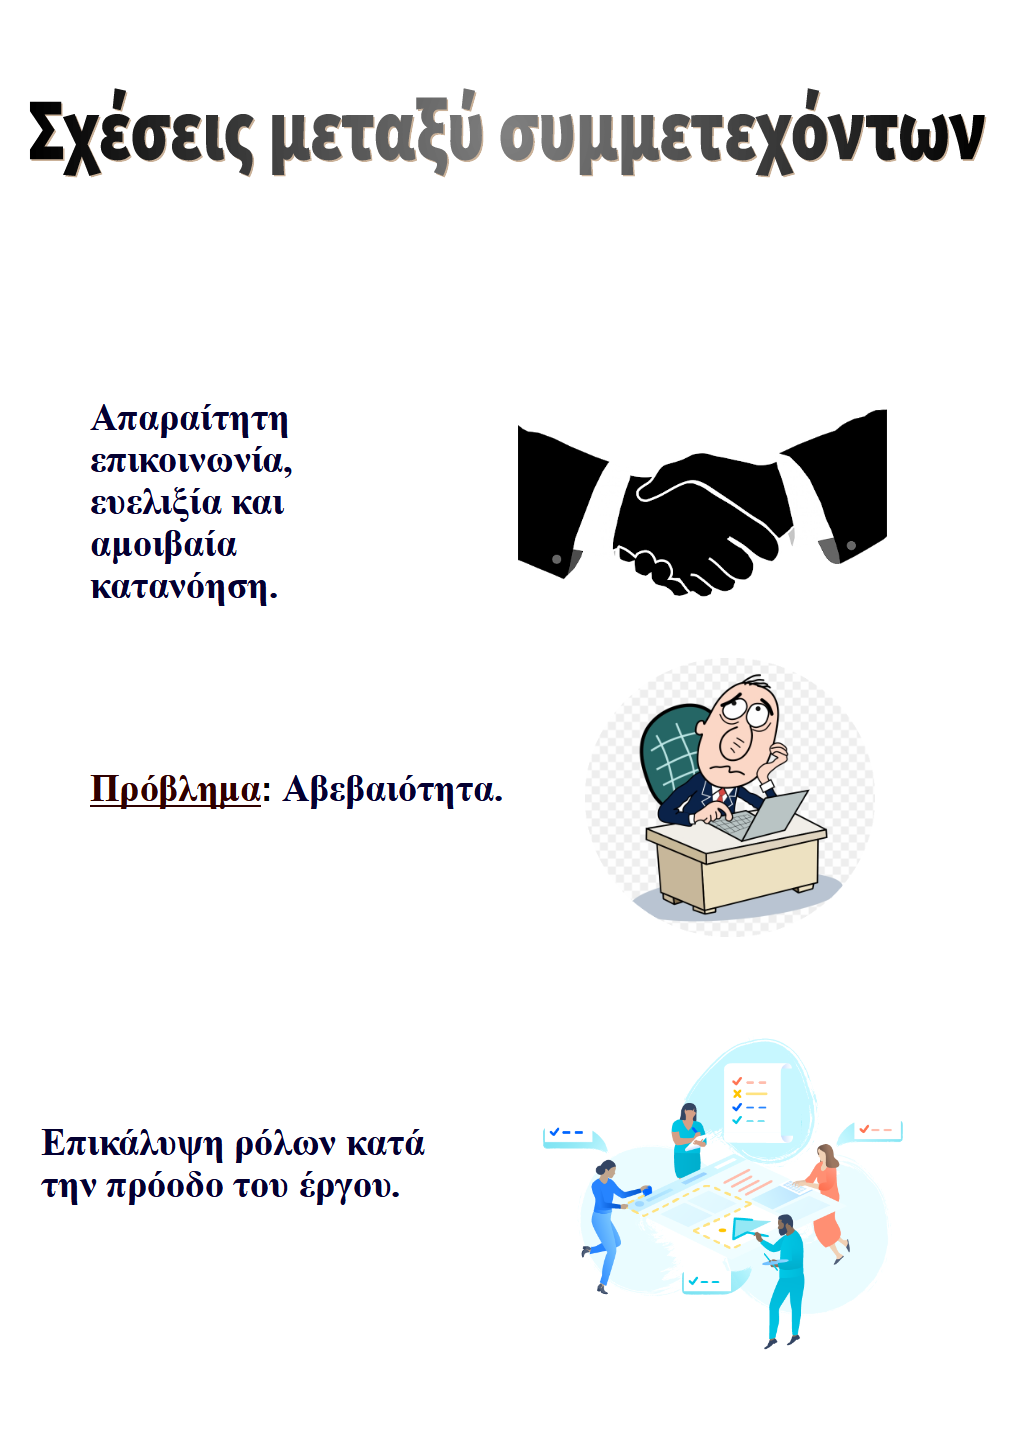 Σχέσεις μεταξύ συμμετεχόντων
Απαραίτητη
επικοινωνία,
ευελιξία και
αμοιβαία
κατανόηση.
Πρόβλημα: Αβεβαιότητα.
Επικάλυψη ρόλων κατά
την πρόοδο του έργου.